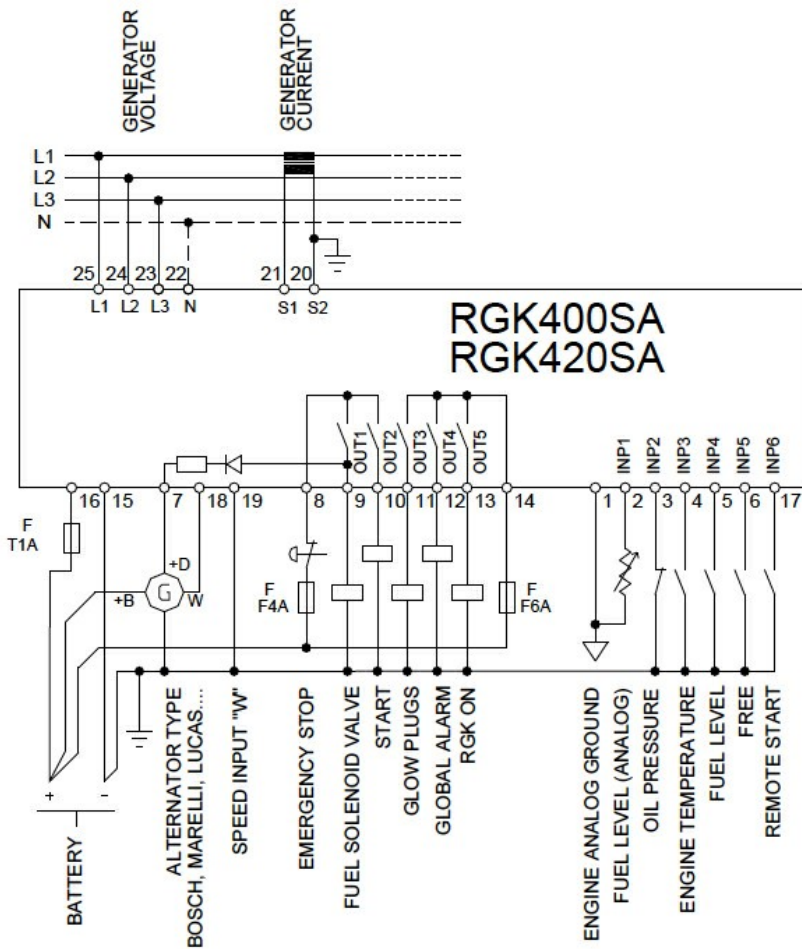 GENERATOR
VOLTAGE
GENERATOR
CURRENT
L1
L2
L3
N
25 24 23 22 21 20
L1 L2 L3 N S1 S2
RGK400SA
RGK420SA
OUT1 OUT2 OUT3 OUT4 OUT5
INP1 INP2 INP3 INP4 INP5 INP6
16 15 7 18 19 8 9 10 11 12 13 14 1 2 3 4 5 6 17
F
T1A
+D
+B G W
F
F4A
F
F6A
+ -
BATTERY
ALTERNATOR TYPE
BOSCH, MARELLI, LUCAS....
SPEED INPUT "W"
EMERGENCY STOP
FUEL SOLENOID VALVE
START
GLOW PLUGS
GLOBAL ALARM
RGK ON
ENGINE ANALOG GROUND
FUEL LEVEL (ANALOG)
OIL PRESSURE
ENGINE TEMPERATURE
FUEL LEVEL
FREE
REMOTE START